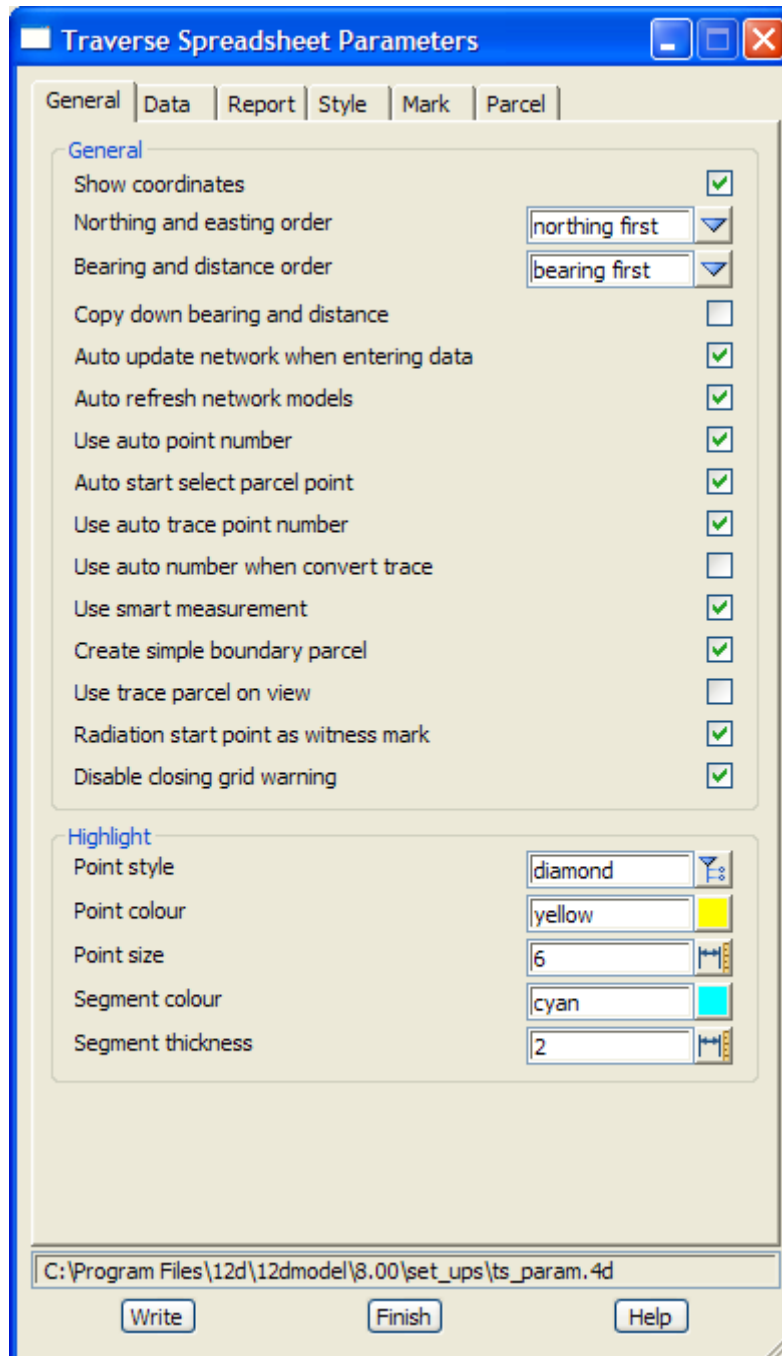 Traverse Spreadsheet Parameters
General Data Report Style Mark Parcel
General
Show coordinates
Northing and easting order northing first
Bearing and distance order bearing first
Copy down bearing and distance
Auto update network when entering data
Auto refresh network models
Use auto point number
Auto start select parcel point
Use auto trace point number
Use auto number when convert trace
Use smart measurement
Create simple boundary parcel
Use trace parcel on view
Radiation start point as witness mark
Disable closing grid warning
Highlight
Point style diamond
Point colour yellow
Point size 6
Segment colour cyan
Segment thickness 2
C:\Program Files\12d\12dmodel\8.00\set_ups\ts_param.4d
Write Finish Help